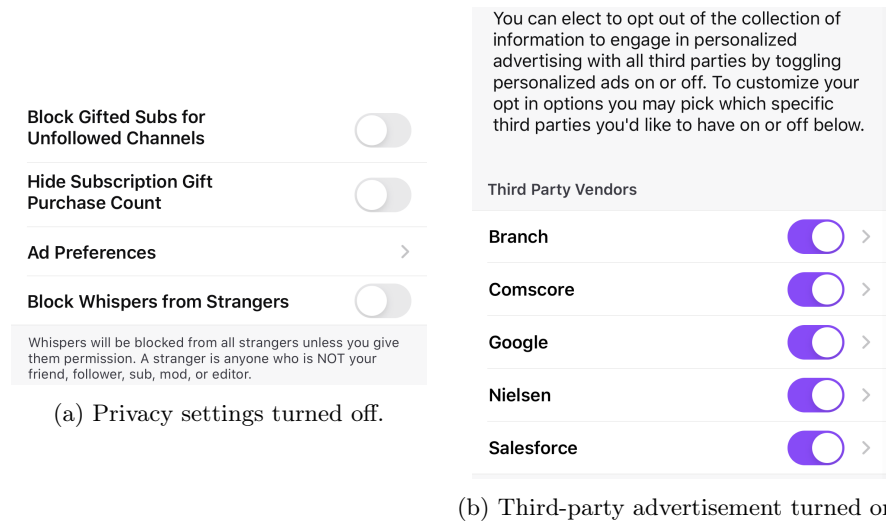 Block Gifted Subs for
Unfollowed Channels
Hide Subscription Gift
Purchase Count
Ad Preferences
Block Whispers from Strangers
Whispers will be blocked from all strangers unless you give
them permission. A stranger is anyone who is NOT your
friend, follower, sub, mod, or editor.
(a) Privacy settings turned off.
You can elect to opt out of the collection of
information to engage in personalized
advertising with all third parties by toggling
personalized ads on or off. To customize your
opt in options you may pick which specific
third parties you'd like to have on or off below.
Third Party Vendors
Branch
Comscore
Google
Nielsen
Salesforce
(b) Third-party advertisement turned